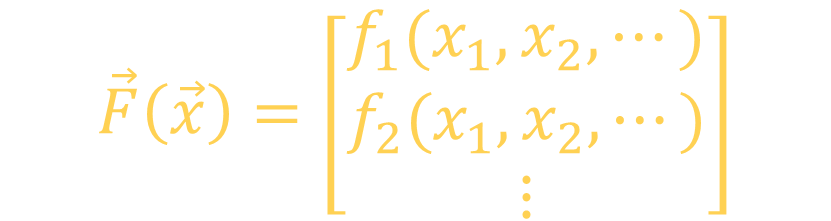 f₁(x₁, x₂, ⋯)
F⃗(x⃗) = [f₂(x₁, x₂, ⋯)]
⋮